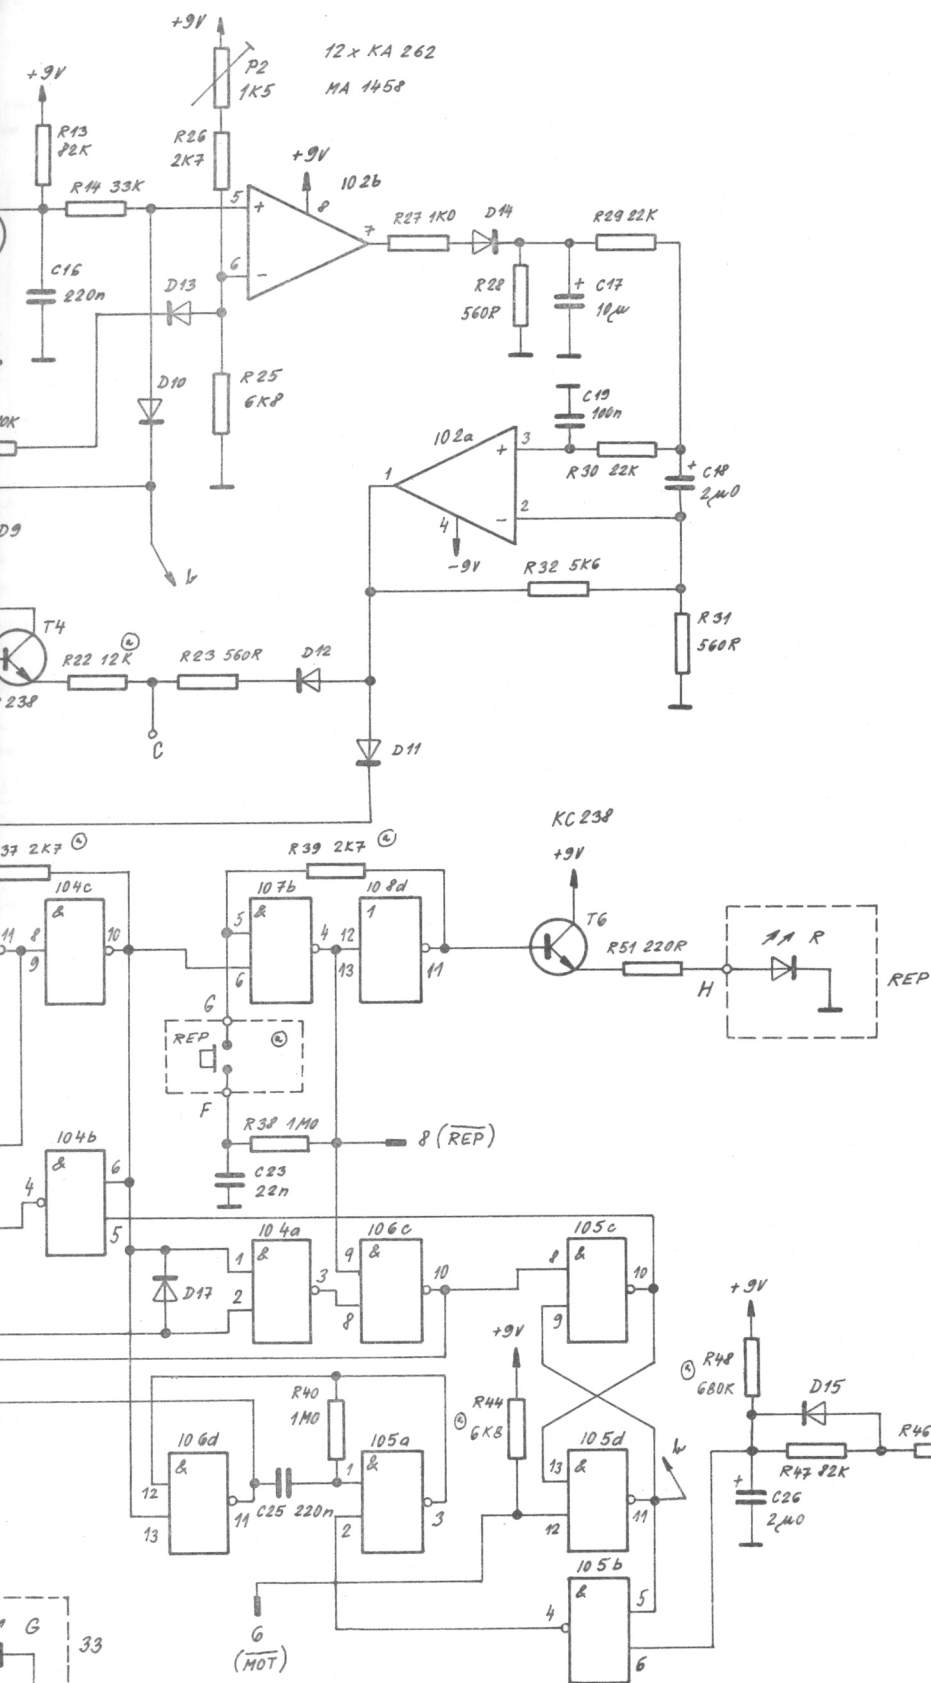 +9V
12 x KA 262
P2
1K5
MA 1458
+9V
R13
82K
R26
2K7
+9V
102b
8
R14 33K
5
+
7
R27 1K0
D14
R29 22K
6
−
C16
220n
D13
R28
560R
+
C17
10μ
D10
R25
6K8
C19
100n
0K
102a
3
+
R30 22K
+
C18
2μ0
1
4
−
2
-9V
D9
R32 5K6
T4
R22 12K
a
R23 560R
D12
R31
560R
238
C
D11
KC 238
+9V
37 2K7
a
R39 2K7
a
104c
107b
108d
T6
11
8
&
10
5
&
4
12
1
R51 220R
R
9
6
13
11
H
REP
G
REP
a
F
R38 1M0
8 (REP)
104b
&
6
C23
22n
4
5
104a
106c
105c
1
&
3
9
&
10
8
&
10
D17
2
8
9
+9V
+9V
R40
1M0
R44
6K8
a
R48
680K
a
D15
106d
105a
105d
R46
&
1
&
13
&
R47 82K
12
11
C25 220n
3
11
+
C26
2μ0
13
2
12
105b
&
5
4
6
6
(MOT)
G
33